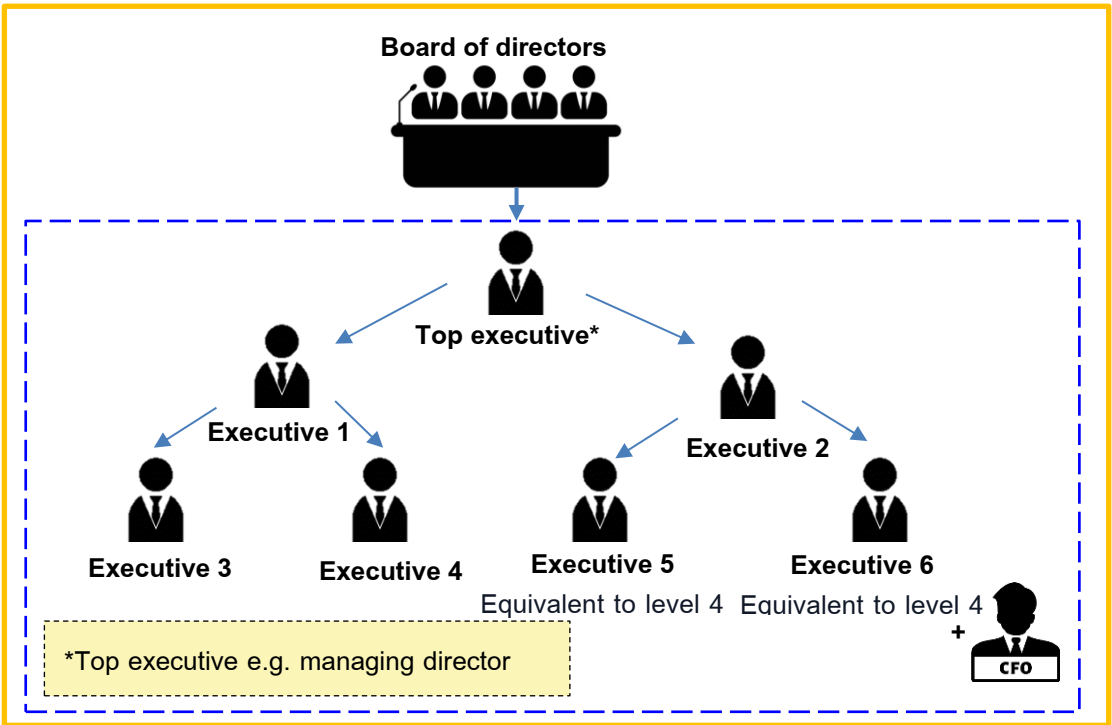 Board of directors
Top executive*
Executive 1
Executive 2
Executive 3
Executive 4
Executive 5
Executive 6
Equivalent to level 4
Equivalent to level 4
+
CFO
*Top executive e.g. managing director